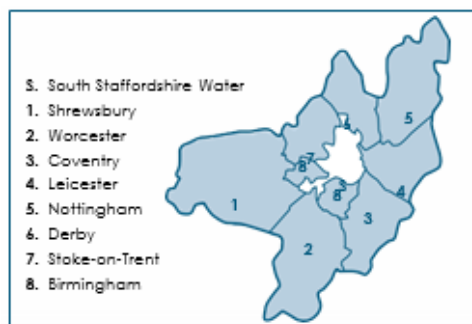 S. South Staffordshire Water
1. Shrewsbury
2. Worcester
3. Coventry
4. Leicester
5. Nottingham
6. Derby
7. Stoke-on-Trent
8. Birmingham
5
7
8
4
8
1
3
2